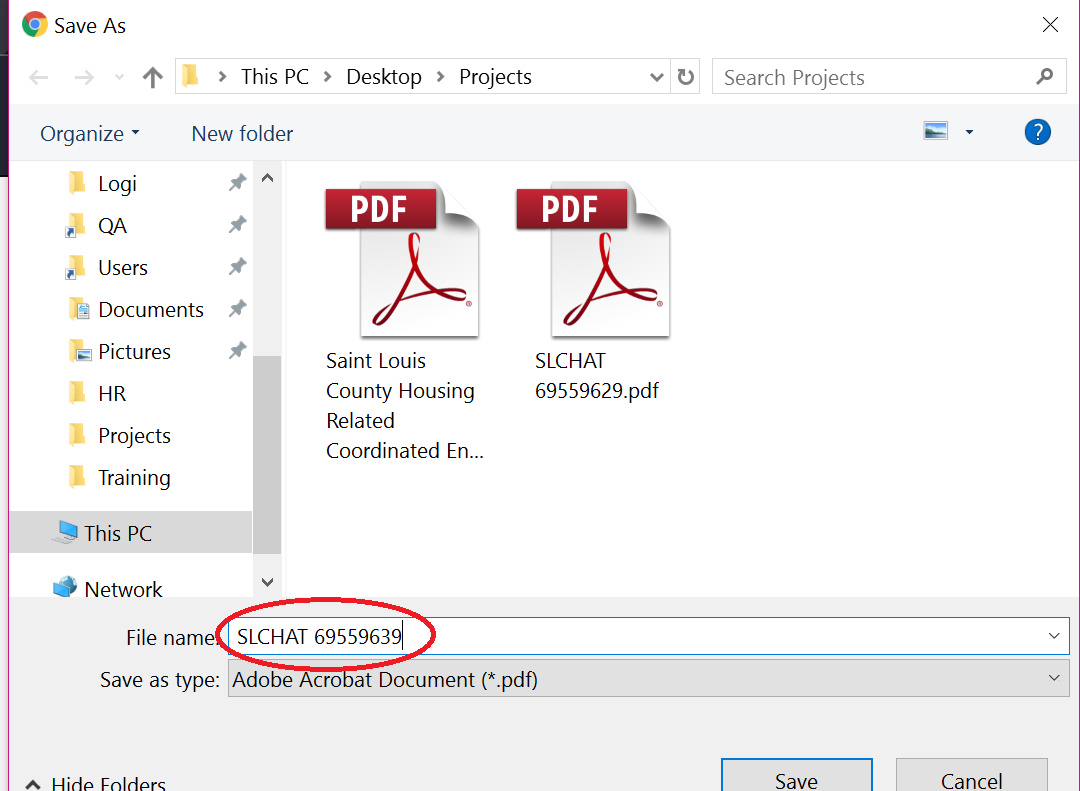 Save As
This PC > Desktop > Projects
Search Projects
Organize
New folder
?
Logi
QA
Users
Documents
Pictures
HR
Projects
Training
This PC
Network
PDF
Saint Louis
County Housing
Related
Coordinated En...
PDF
SLCHAT
69559629.pdf
File name: SLCHAT 69559639
Save as type: Adobe Acrobat Document (*.pdf)
Hide Folders
Save
Cancel